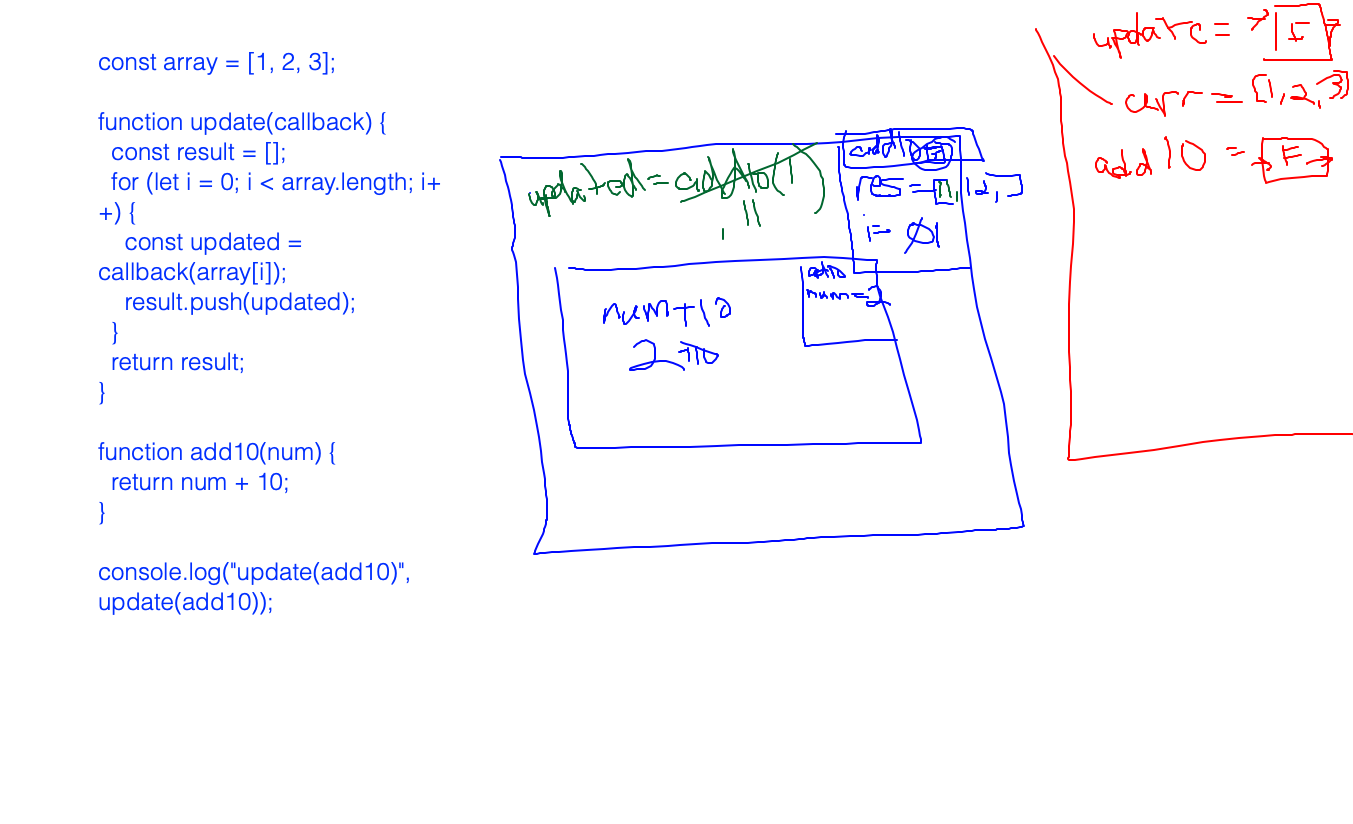 const array = [1, 2, 3];
function update(callback) {
const result = [];
for (let i = 0; i < array.length; i+
+) {
const updated =
callback(array[i]);
result.push(updated);
}
return result;
}
function add10(num) {
return num + 10;
}
console.log("update(add10)",
update(add10));
updated = add10(1)
11
add10
res = [11, 12, ]
i= 0 1
add10
num=2
num+10
2+10
update = F
arr = [1,2,3]
add10 = F